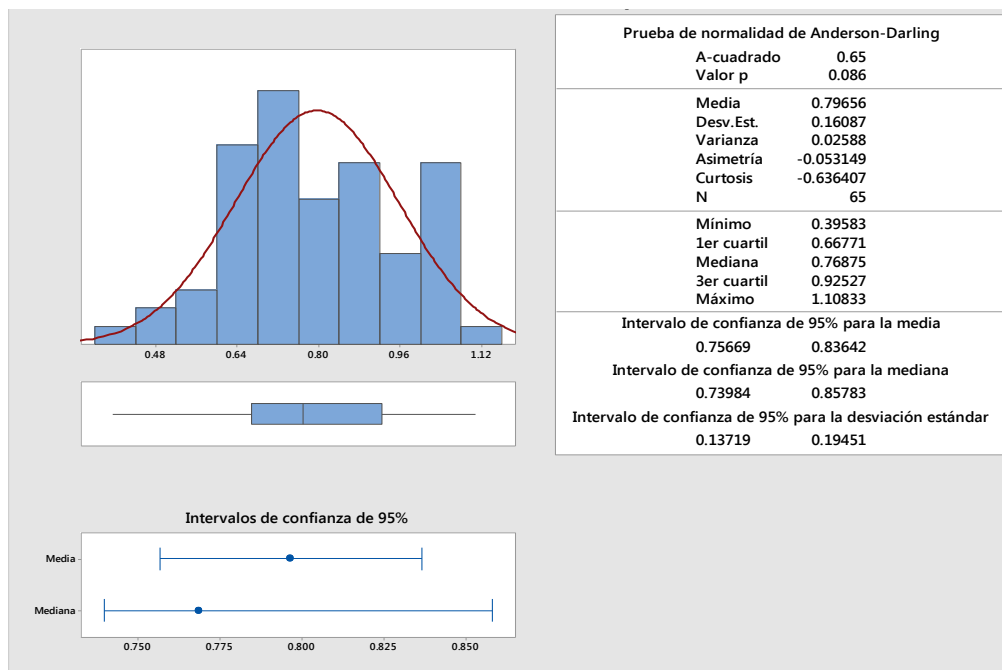 Prueba de normalidad de Anderson-Darling
A-cuadrado 0.65
Valor p 0.086
Media 0.79656
Desv.Est. 0.16087
Varianza 0.02588
Asimetría -0.053149
Curtosis -0.636407
N 65
Mínimo 0.39583
1er cuartil 0.66771
Mediana 0.76875
3er cuartil 0.92527
Máximo 1.10833
Intervalo de confianza de 95% para la media
0.75669 0.83642
Intervalo de confianza de 95% para la mediana
0.73984 0.85783
Intervalo de confianza de 95% para la desviación estándar
0.13719 0.19451
0.48 0.64 0.80 0.96 1.12
Intervalos de confianza de 95%
Media
Mediana
0.750 0.775 0.800 0.825 0.850